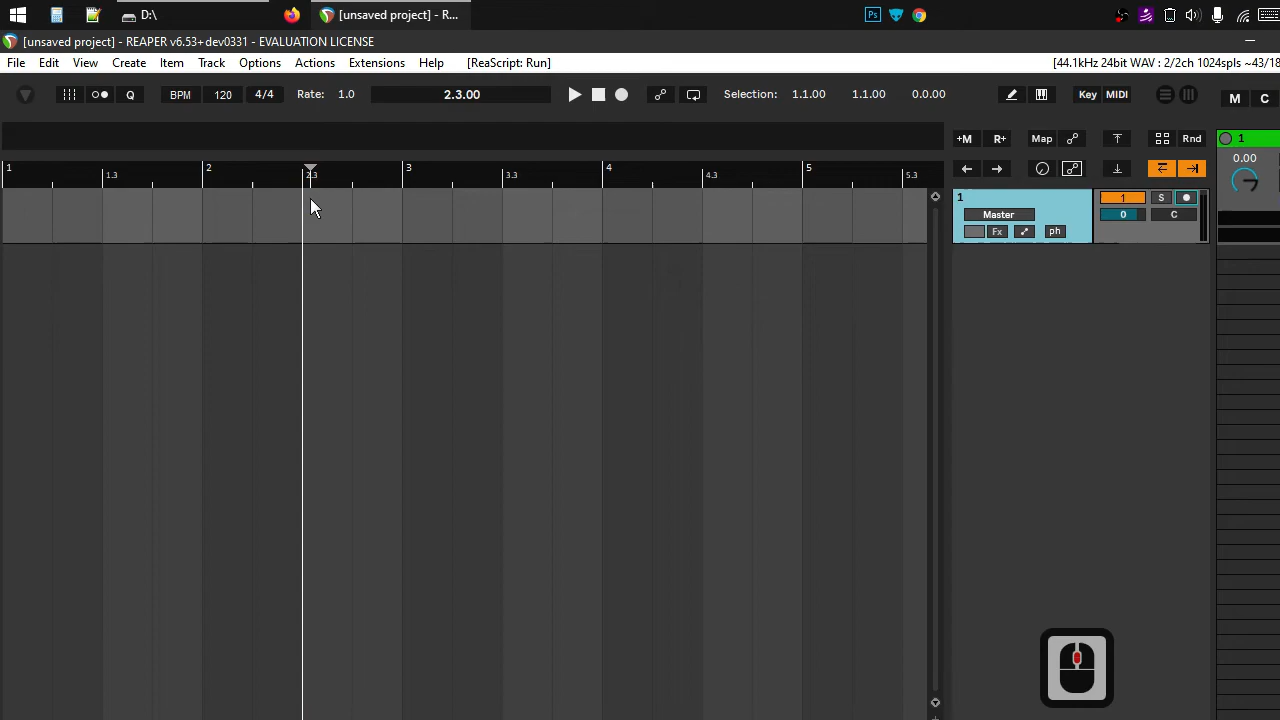 D:\
[unsaved project] - R...
Ps
[unsaved project] - REAPER v6.53+dev0331 - EVALUATION LICENSE
File Edit View Create Item Track Options Actions Extensions Help [ReaScript: Run]
[44.1kHz 24bit WAV : 2/2ch 1024spls ~43/18
Q BPM 120 4/4 Rate: 1.0 2.3.00 Selection: 1.1.00 1.1.00 0.0.00 Key MIDI M C
+M R+ Map Rnd 1
0.00
1 1.3 2 2.3 3 3.3 4 4.3 5 5.3
1 1 S
Master 0 C
Fx ph